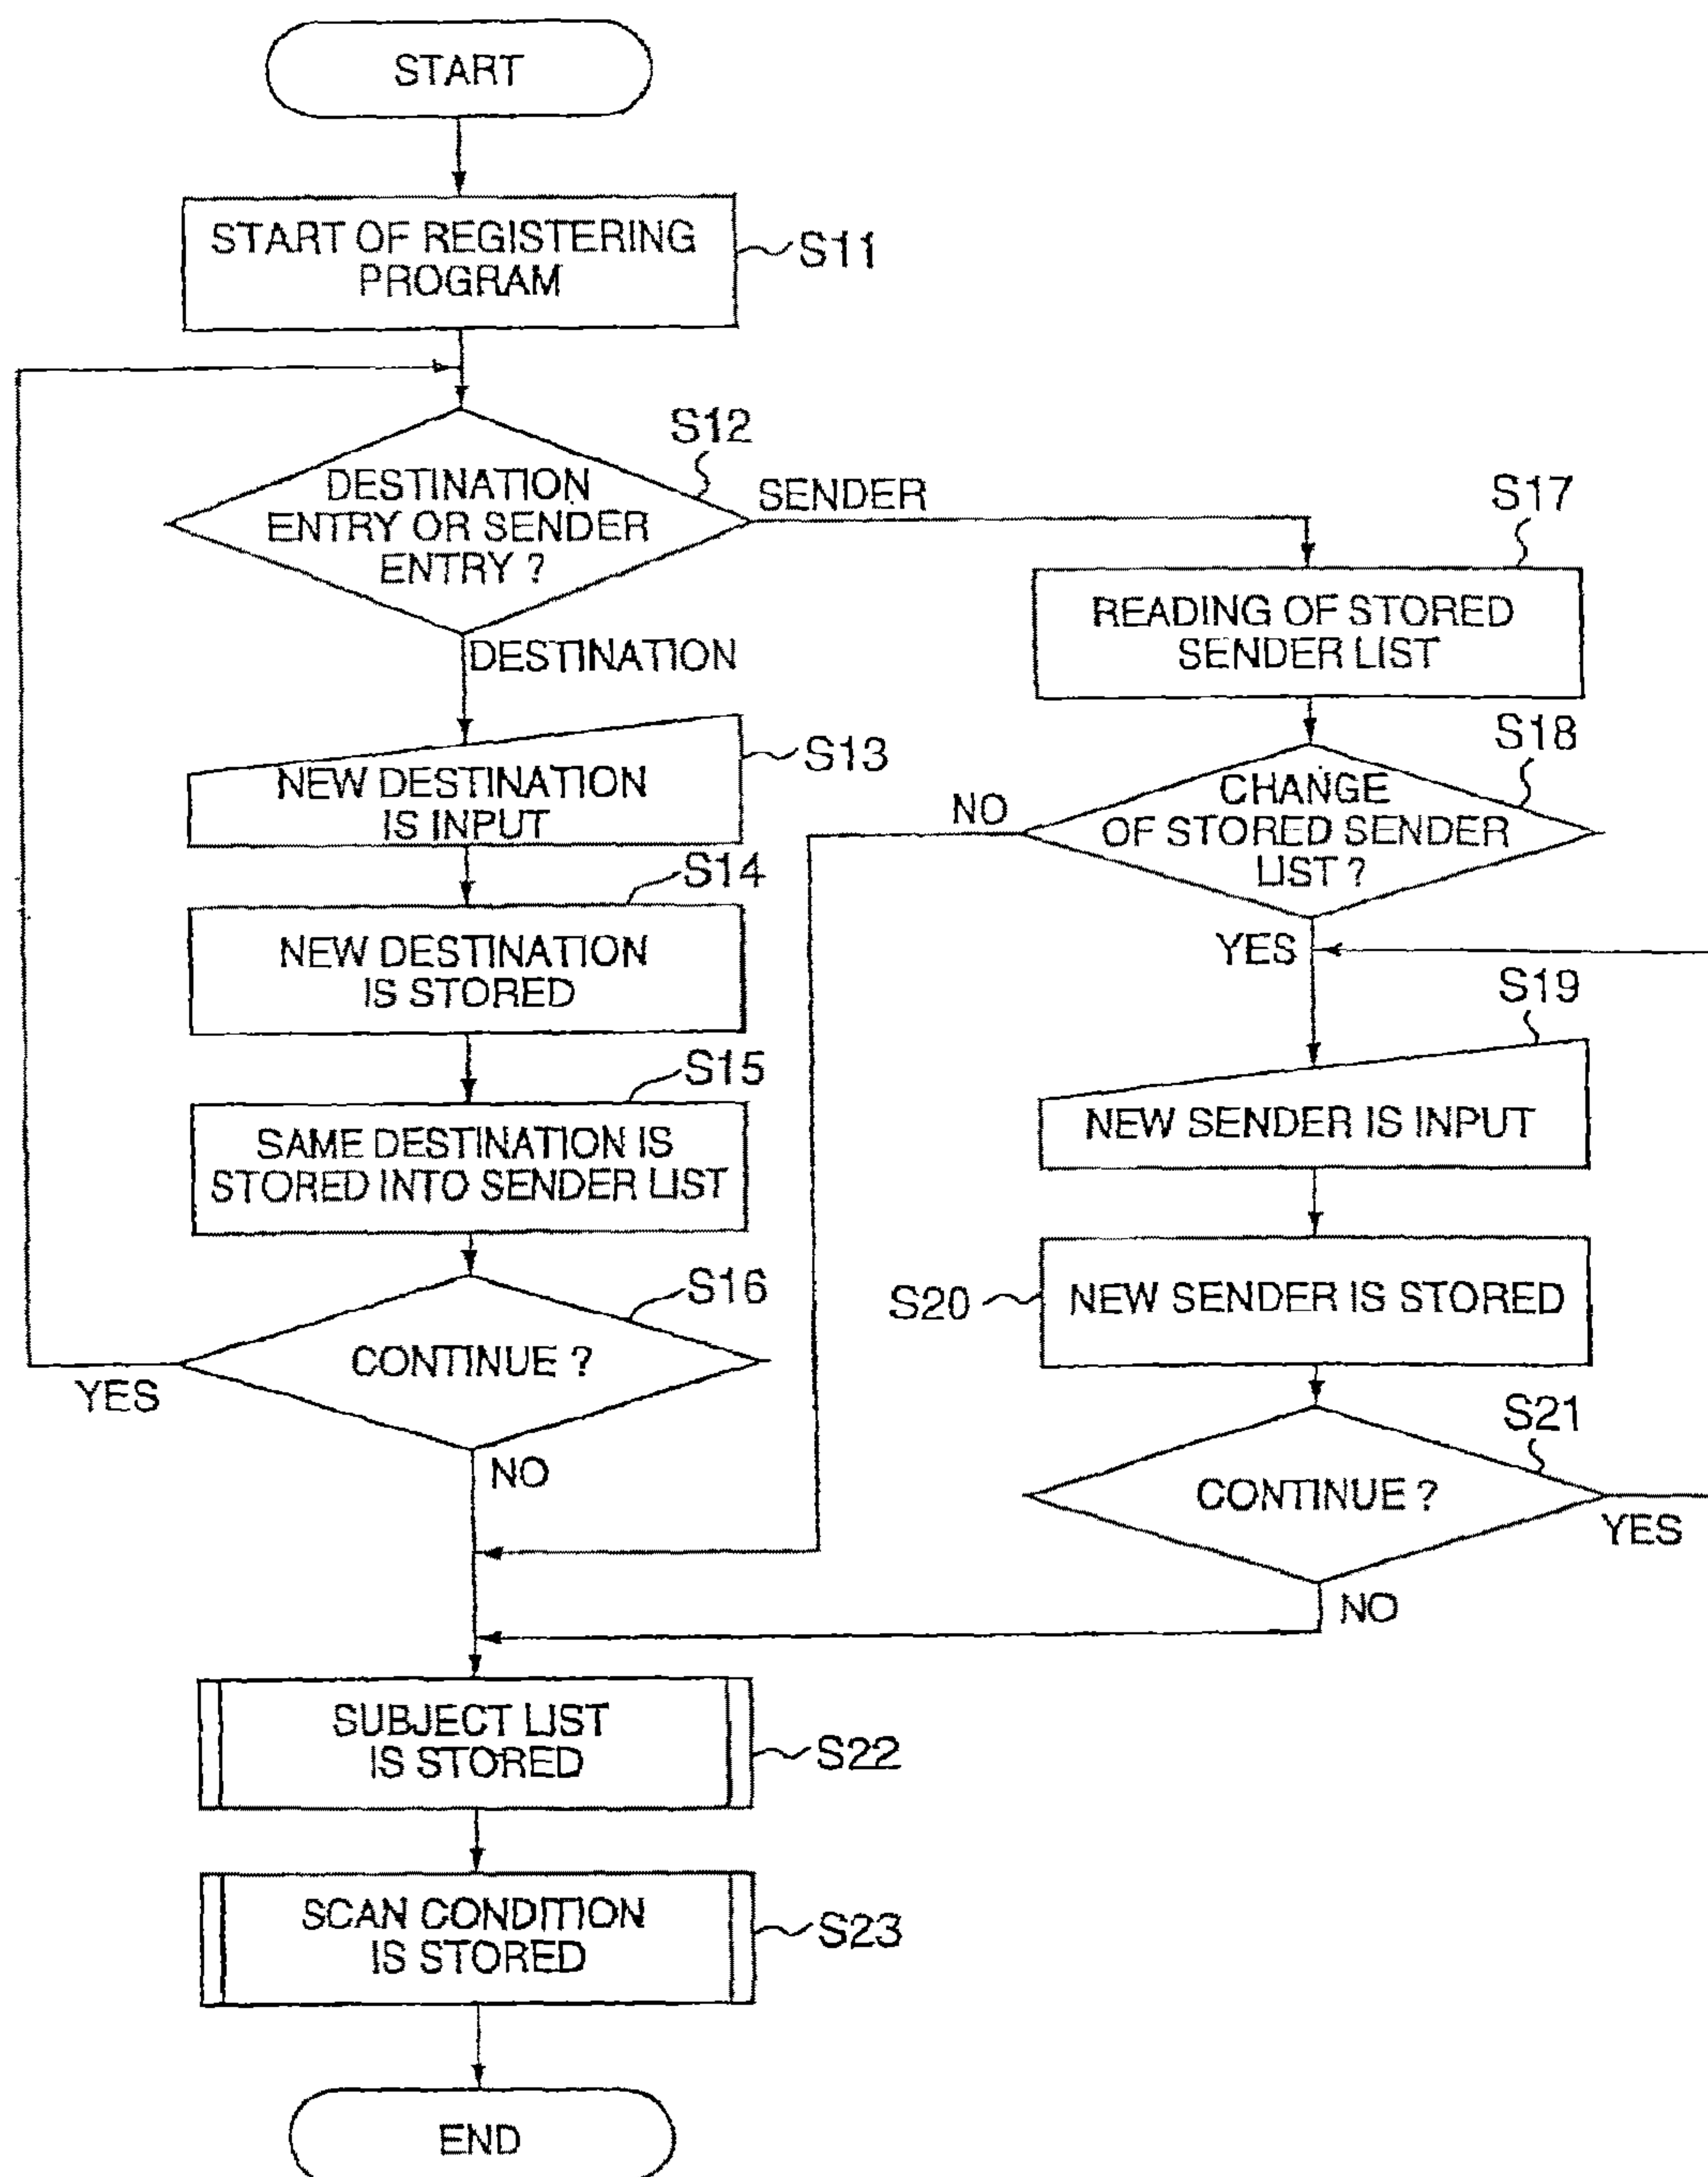 START
START OF REGISTERING
PROGRAM
S11
S12
DESTINATION
ENTRY OR SENDER
ENTRY ?
SENDER
DESTINATION
S13
NEW DESTINATION
IS INPUT
S14
NEW DESTINATION
IS STORED
S15
SAME DESTINATION IS
STORED INTO SENDER LIST
S16
CONTINUE ?
YES
NO
S17
READING OF STORED
SENDER LIST
S18
CHANGE
OF STORED SENDER
LIST ?
NO
YES
S19
NEW SENDER IS INPUT
S20
NEW SENDER IS STORED
S21
CONTINUE ?
YES
NO
SUBJECT LIST
IS STORED
S22
SCAN CONDITION
IS STORED
S23
END